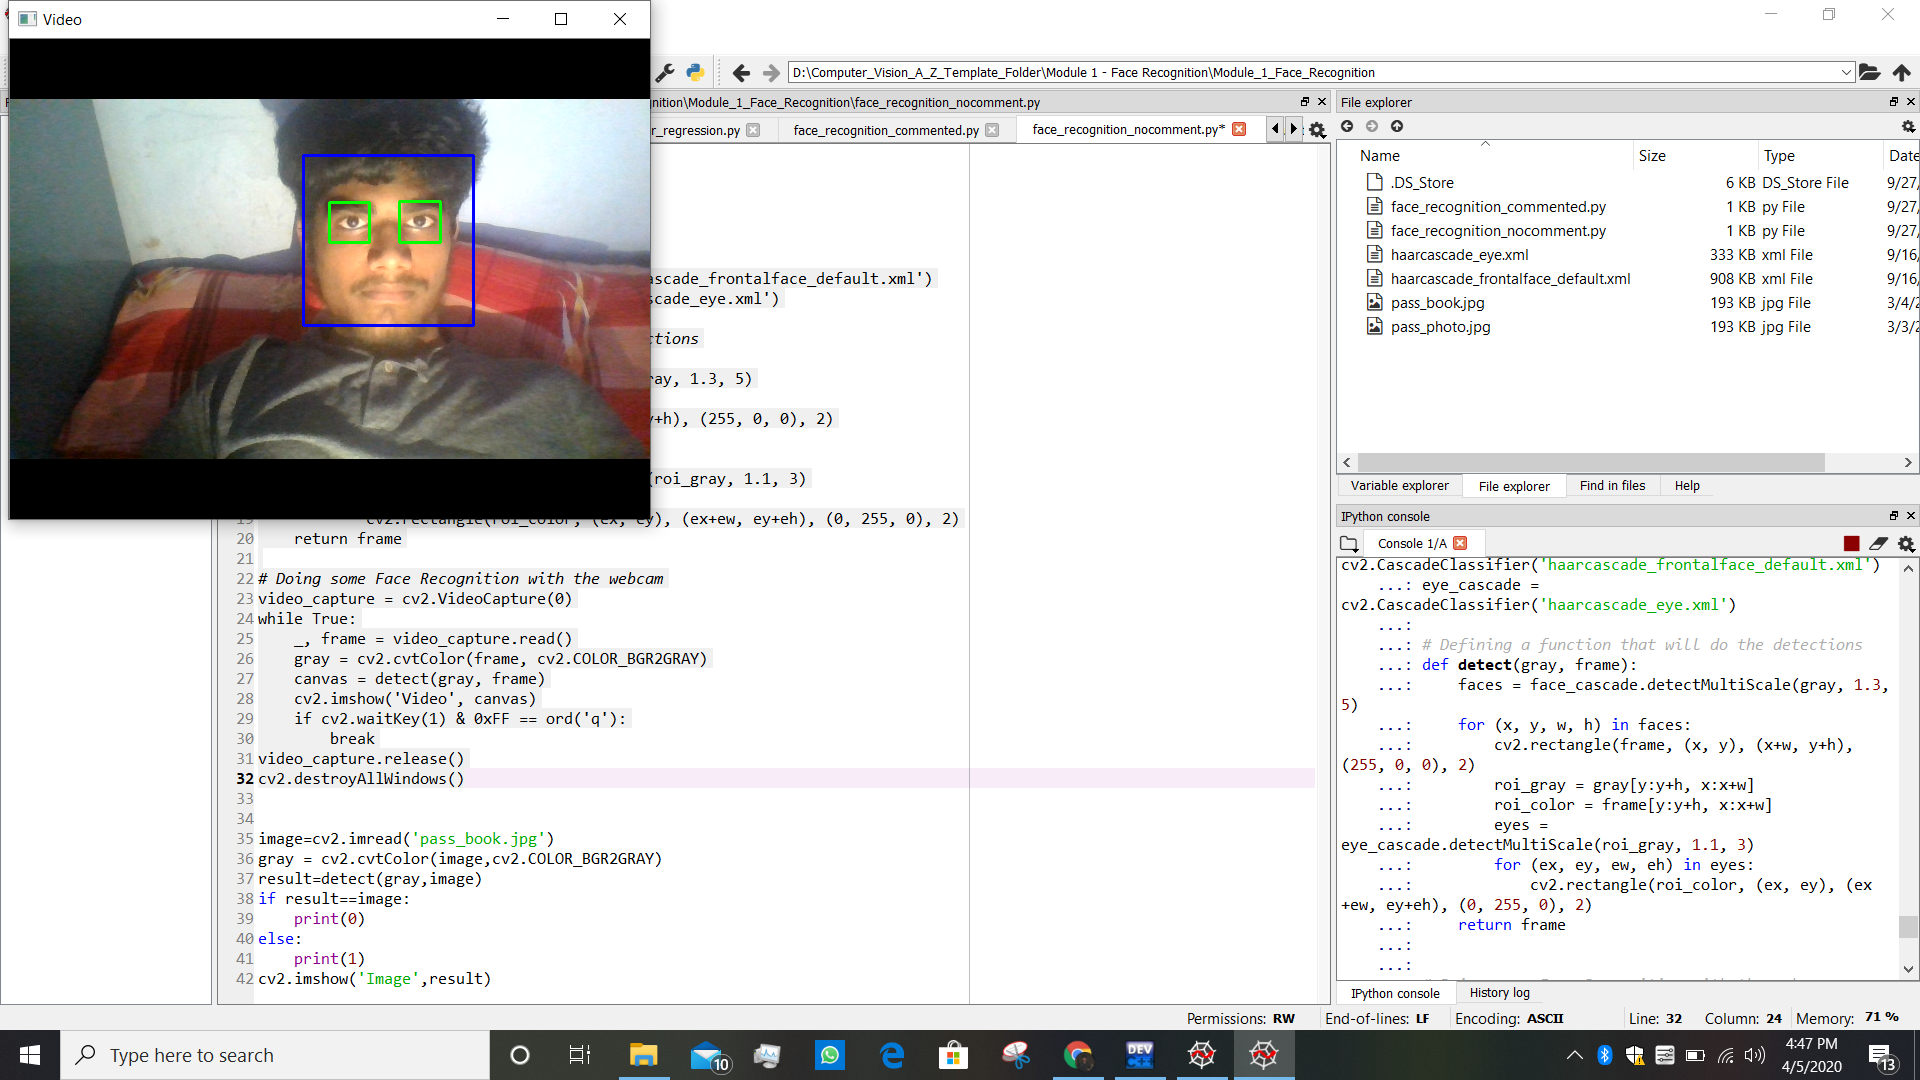 Video
D:\Computer_Vision_A_Z_Template_Folder\Module 1 - Face Recognition\Module_1_Face_Recognition
nition\Module_1_Face_Recognition\face_recognition_nocomment.py
r_regression.py
face_recognition_commented.py
face_recognition_nocomment.py*
ascade_frontalface_default.xml')
scade_eye.xml')
ctions
ray, 1.3, 5)
y+h), (255, 0, 0), 2)
(roi_gray, 1.1, 3)
19 cv2.rectangle(roi_color, (ex, ey), (ex+ew, ey+eh), (0, 255, 0), 2)
20 return frame
21
22 # Doing some Face Recognition with the webcam
23 video_capture = cv2.VideoCapture(0)
24 while True:
25 _, frame = video_capture.read()
26 gray = cv2.cvtColor(frame, cv2.COLOR_BGR2GRAY)
27 canvas = detect(gray, frame)
28 cv2.imshow('Video', canvas)
29 if cv2.waitKey(1) & 0xFF == ord('q'):
30 break
31 video_capture.release()
32 cv2.destroyAllWindows()
33
34
35 image=cv2.imread('pass_book.jpg')
36 gray = cv2.cvtColor(image,cv2.COLOR_BGR2GRAY)
37 result=detect(gray,image)
38 if result==image:
39 print(0)
40 else:
41 print(1)
42 cv2.imshow('Image',result)
File explorer
Name Size Type Date
.DS_Store 6 KB DS_Store File 9/27/
face_recognition_commented.py 1 KB py File 9/27/
face_recognition_nocomment.py 1 KB py File 9/27/
haarcascade_eye.xml 333 KB xml File 9/16/
haarcascade_frontalface_default.xml 908 KB xml File 9/16/
pass_book.jpg 193 KB jpg File 3/4/2
pass_photo.jpg 193 KB jpg File 3/3/2
Variable explorer File explorer Find in files Help
IPython console
Console 1/A
cv2.CascadeClassifier('haarcascade_frontalface_default.xml')
...: eye_cascade =
cv2.CascadeClassifier('haarcascade_eye.xml')
...:
...: # Defining a function that will do the detections
...: def detect(gray, frame):
...: faces = face_cascade.detectMultiScale(gray, 1.3,
5)
...: for (x, y, w, h) in faces:
...: cv2.rectangle(frame, (x, y), (x+w, y+h),
(255, 0, 0), 2)
...: roi_gray = gray[y:y+h, x:x+w]
...: roi_color = frame[y:y+h, x:x+w]
...: eyes =
eye_cascade.detectMultiScale(roi_gray, 1.1, 3)
...: for (ex, ey, ew, eh) in eyes:
...: cv2.rectangle(roi_color, (ex, ey), (ex
+ew, ey+eh), (0, 255, 0), 2)
...: return frame
...:
...:
IPython console History log
Permissions: RW End-of-lines: LF Encoding: ASCII Line: 32 Column: 24 Memory: 71 %
Type here to search
10
DEV
C++
4:47 PM
4/5/2020
13